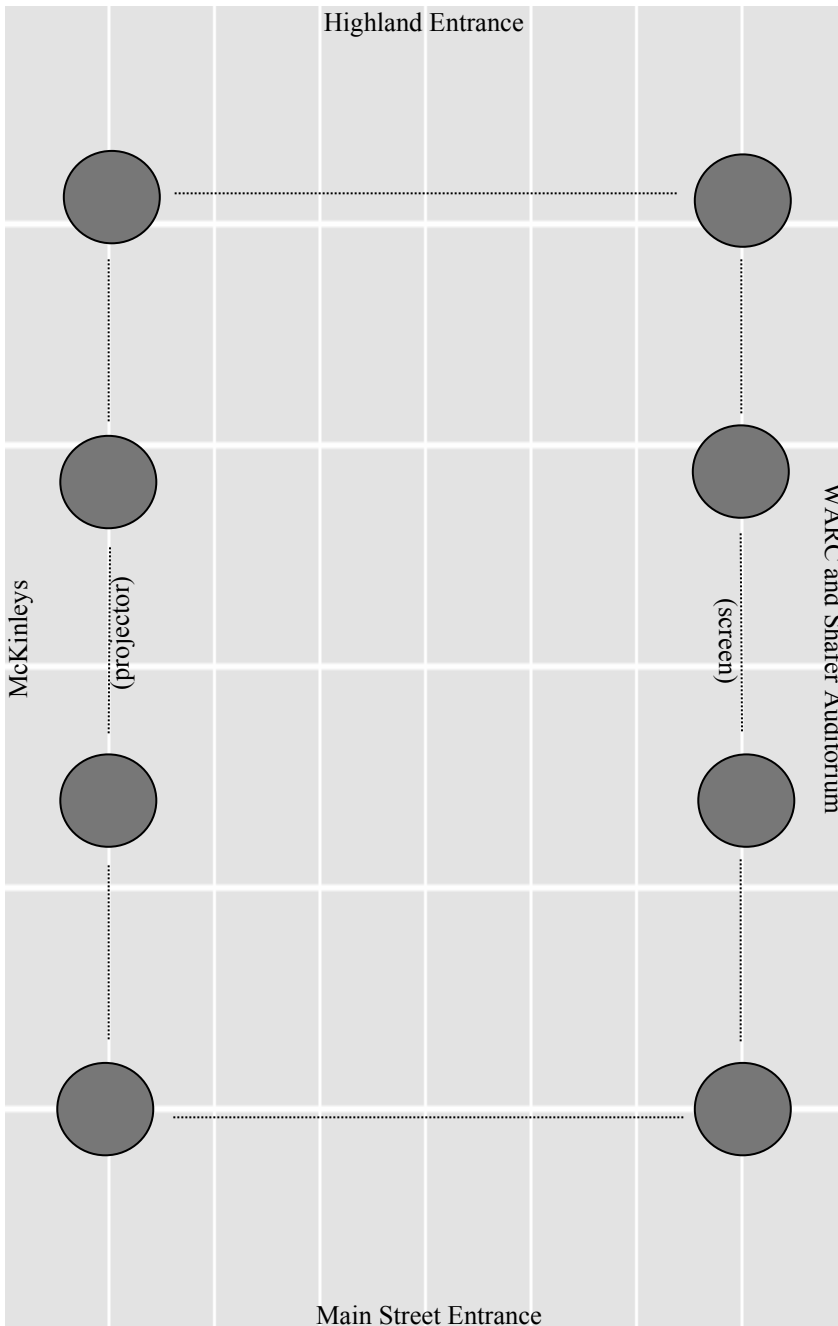 Highland Entrance
McKinleys
(projector)
(screen)
WARC and Sharer Auditorium
Main Street Entrance